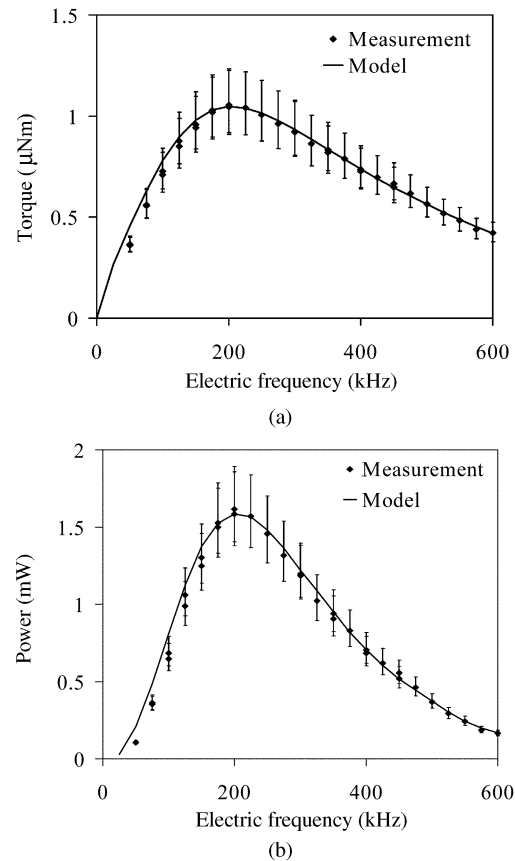 1.5
Measurement
Model
1
0.5
0
Torque (μNm)
0 200 400 600
Electric frequency (kHz)
(a)
2
Measurement
Model
1.5
1
0.5
0
Power (mW)
0 200 400 600
Electric frequency (kHz)
(b)